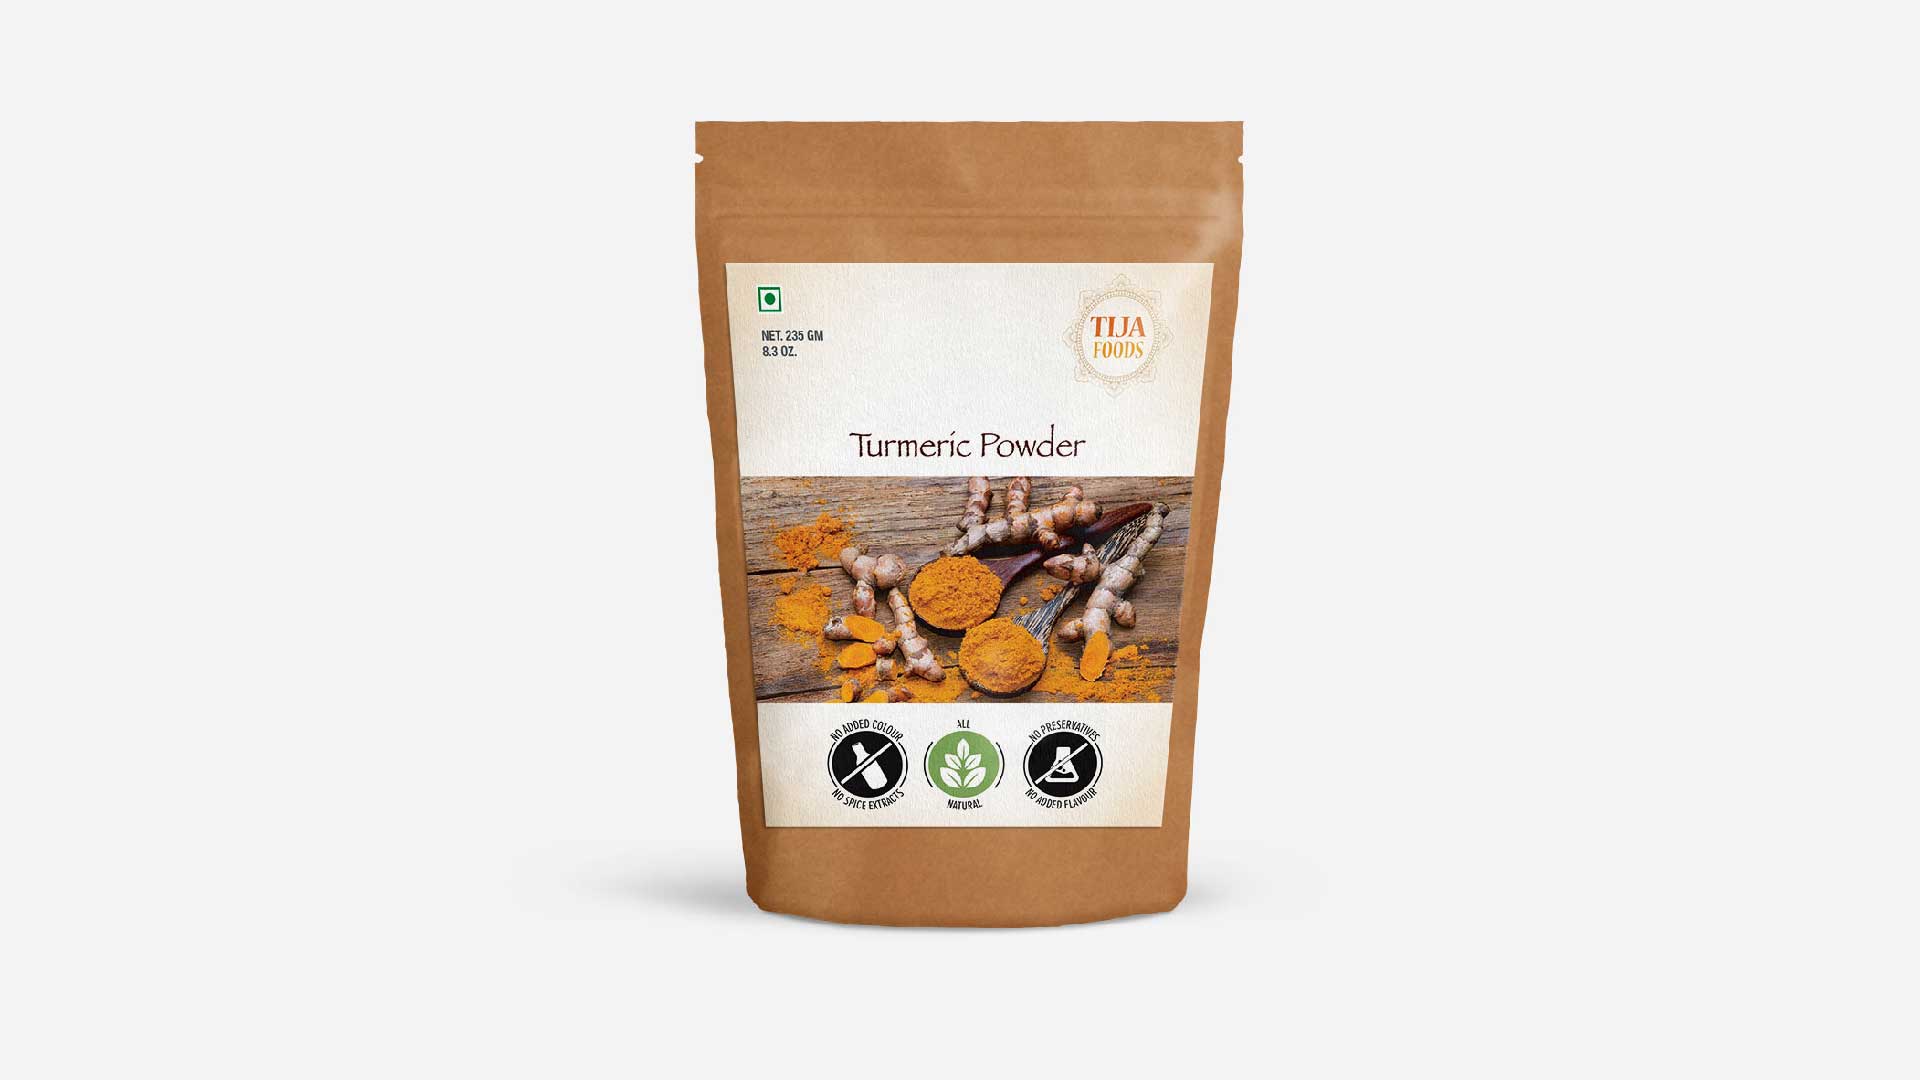 NET. 235 GM
8.3 OZ.
TIJA
FOODS
Turmeric Powder
NO ADDED COLOUR
NO SPICE EXTRACTS
ALL
NATURAL
NO PRESERVATIVES
NO ADDED FLAVOUR